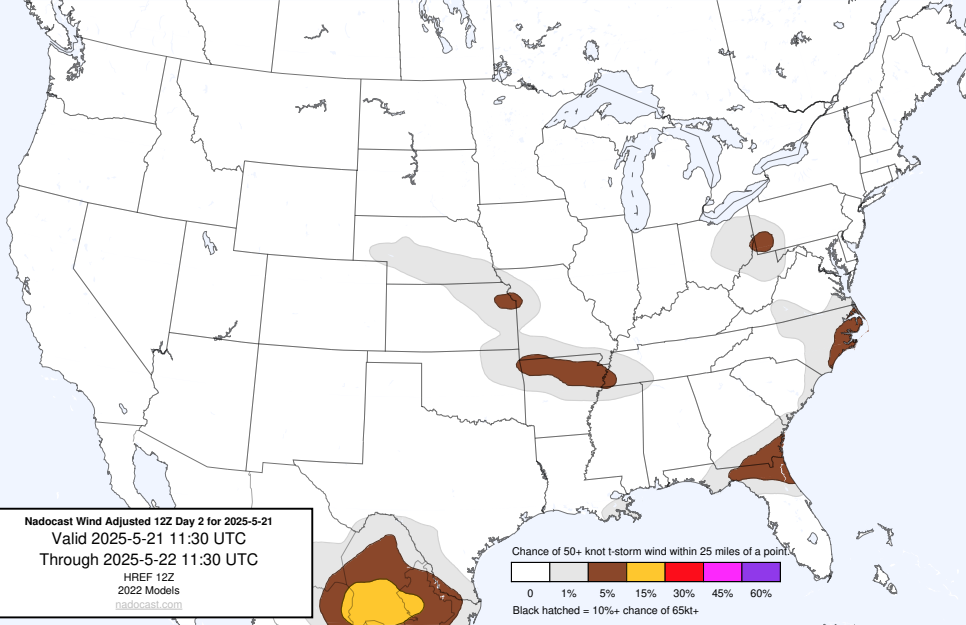 Nadocast Wind Adjusted 12Z Day 2 for 2025-5-21
Valid 2025-5-21 11:30 UTC
Through 2025-5-22 11:30 UTC
HREF 12Z
2022 Models
nadocast.com
Chance of 50+ knot t-storm wind within 25 miles of a point.
0 1% 5% 15% 30% 45% 60%
Black hatched = 10%+ chance of 65kt+